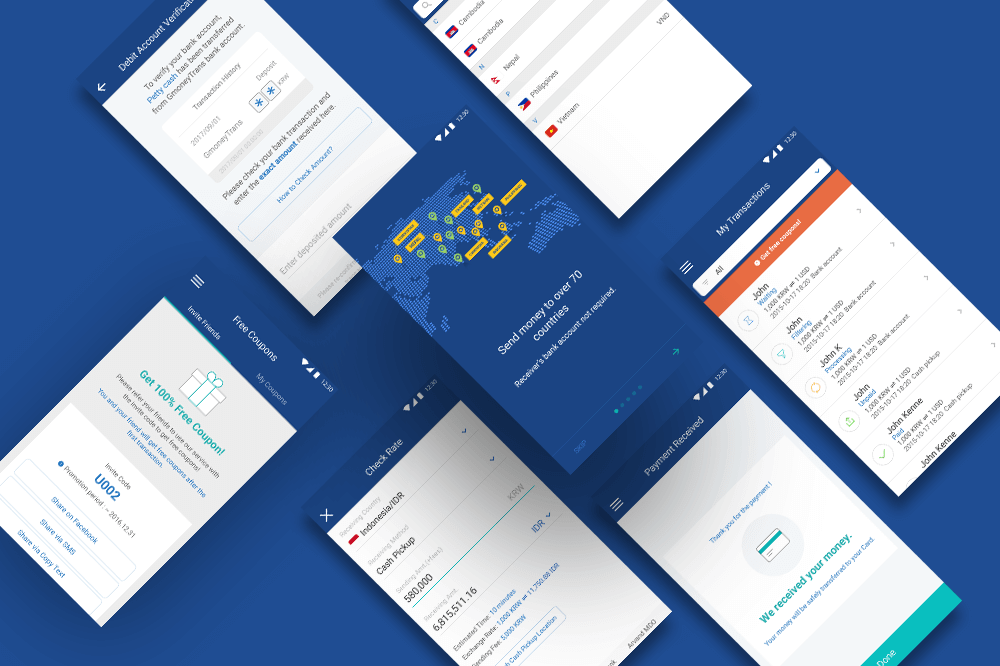 Debit Account Verificat
To verify your bank account,
Petty cash has been transferred
from GmoneyTrans bank account.
Transaction History
Deposit
2017/09/01
GmoneyTrans
* * KRW
Please check your bank transaction and
enter the exact amount received here.
How to Check Amount?
Enter deposited amount
C
Cambodia
Cambodia
N
Nepal
P
Philippines
V
Vietnam
VND
12:30
Send money to over 70
countries
Receiver's bank account not required.
SKIP
12:30
My Transactions
All
Get free coupons!
John
Waiting
1,000 KRW ⇌ 1 USD
2015-10-17 18:20 Bank account
John
Filtering
1,000 KRW ⇌ 1 USD
2015-10-17 18:20 Bank account
John K
Processing
1,000 KRW ⇌ 1 USD
2015-10-17 18:20 Bank account
John
Unpaid
1,000 KRW ⇌ 1 USD
2015-10-17 18:20 Cash pickup
John Kenne
Paid
1,000 KRW ⇌ 1 USD
2015-10-17 18:20 Cash pickup
John Kenne
12:30
Free Coupons
Invite Friends
My Coupons
Get 100% Free Coupon!
Please refer your friends to use our service with
the invite code to get free coupons!
You and your friend will get free coupons after the
first transaction.
Invite Code
U002
Promotion period : ~ 2016.12.31
Share on Facebook
Share via SMS
Share via Copy Text
12:30
Check Rate
Receiving Country
Indonesia/IDR
Receiving Method
Cash Pickup
Sending Amt.(+fees)
580,000
KRW
Receiving Amt.
6,815,511.16
IDR
Estimated Time: 10 minutes
Exchange Rate: 1,000 KRW ⇌ 11,750.88 IDR
Sending Fee: 5,000 KRW
Cash Pickup Location
12:30
Payment Received
Thank you for the payment !
We received your money.
Your money will be safely transferred to your Card.
Done